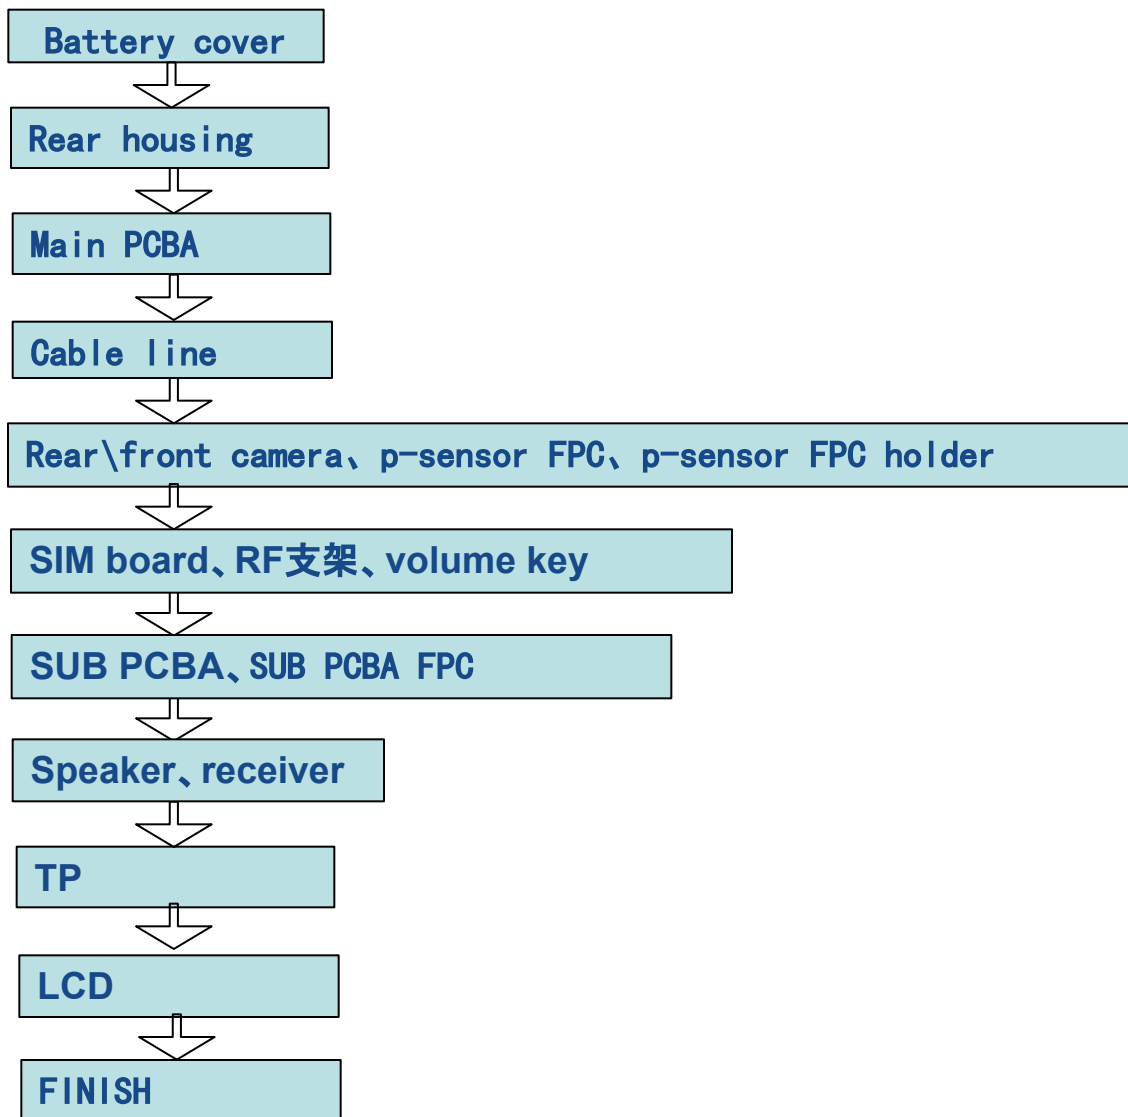 Battery cover
Rear housing
Main PCBA
Cable line
Rear\front camera、p-sensor FPC、p-sensor FPC holder
SIM board、RF支架、volume key
SUB PCBA、SUB PCBA FPC
Speaker、receiver
TP
LCD
FINISH